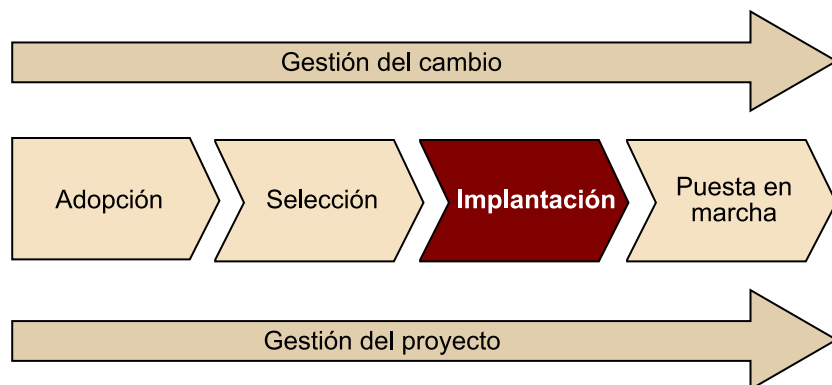 Gestión del cambio
Adopción
Selección
Implantación
Puesta en
marcha
Gestión del proyecto